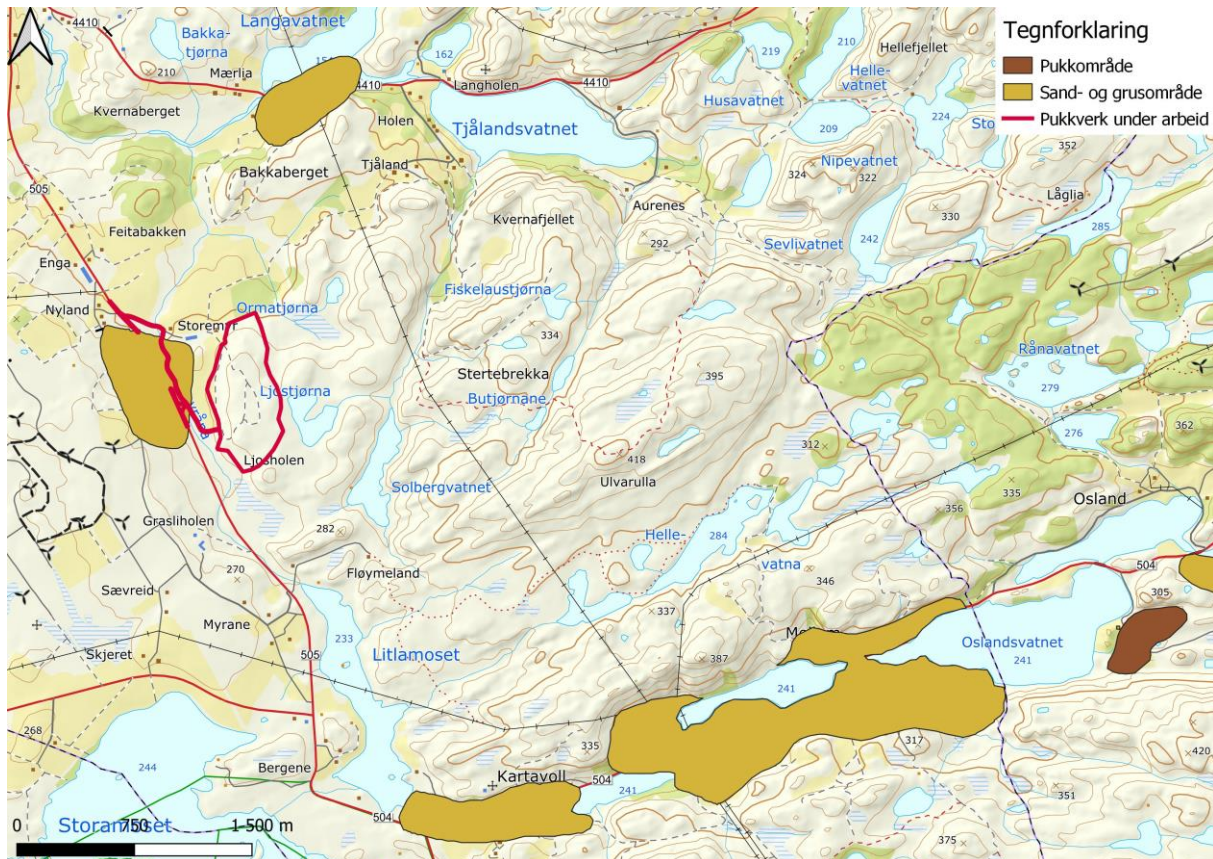 Tegnforklaring
Pukkområde
Sand- og grusområde
Pukkverk under arbeid
4410
Langavatnet
Bakka-
tjørna
162
219
210
Hellefjellet
Helle-
vatnet
210
Mærlia
4410
Langholen
4410
Husavatnet
224
Kvernaberget
Holen
Tjålandsvatnet
209
352
Bakkaberget
Tjåland
Nipevatnet
324
322
Låglia
505
Kvernafjellet
Aurenes
330
Feitabakken
292
Sevlivatnet
242
285
Enga
Fiskelaustjørna
Nyland
Ormatjørna
334
Rånavatnet
279
Stertebrekka
395
Ljostjørna
Butjørnane
276
362
312
Ljosholen
418
Ulvarulla
335
Solbergvatnet
Osland
Grasliholen
282
Helle-
284
356
504
Fløymeland
vatna
346
270
305
Sævreid
337
Myrane
233
Oslandsvatnet
241
Skjeret
505
Litlamoset
387
241
268
335
317
420
244
Bergene
Kartavoll
504
241
351
504
Storamoset
375
0
750
1 500 m